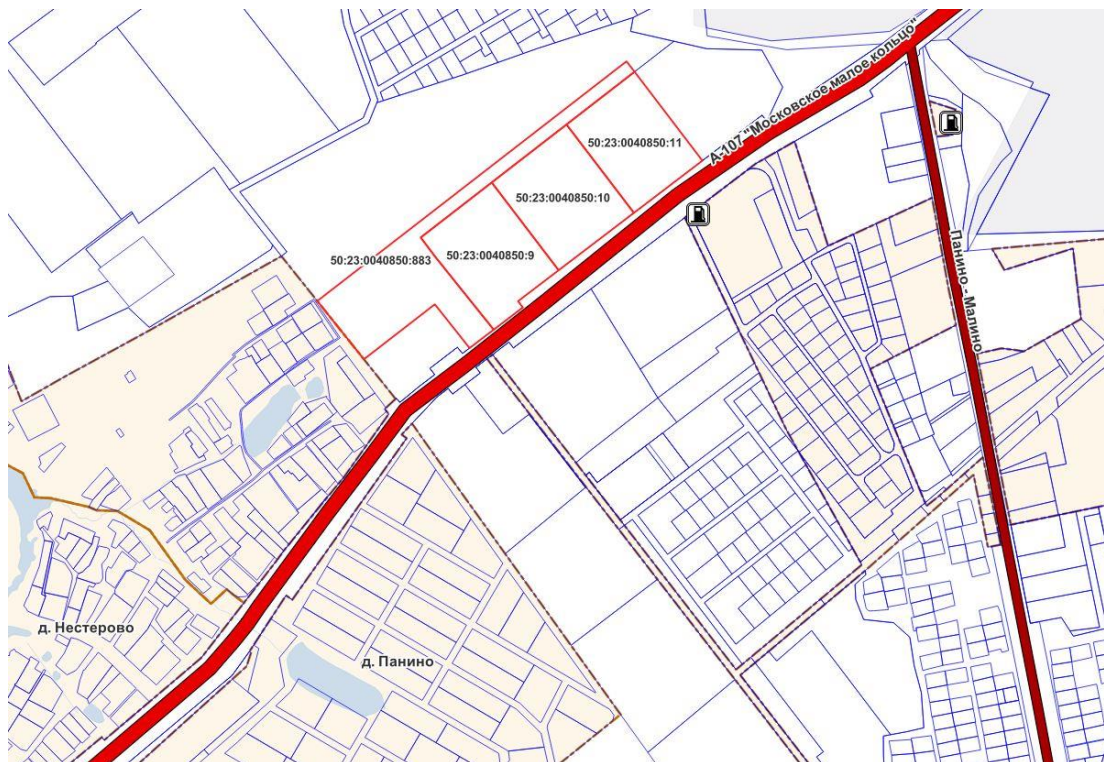 А-107 "Московское малое кольцо"
50:23:0040850:11
50:23:0040850:10
50:23:0040850:883
50:23:0040850:9
Панино - Малино
д. Нестерово
д. Панино